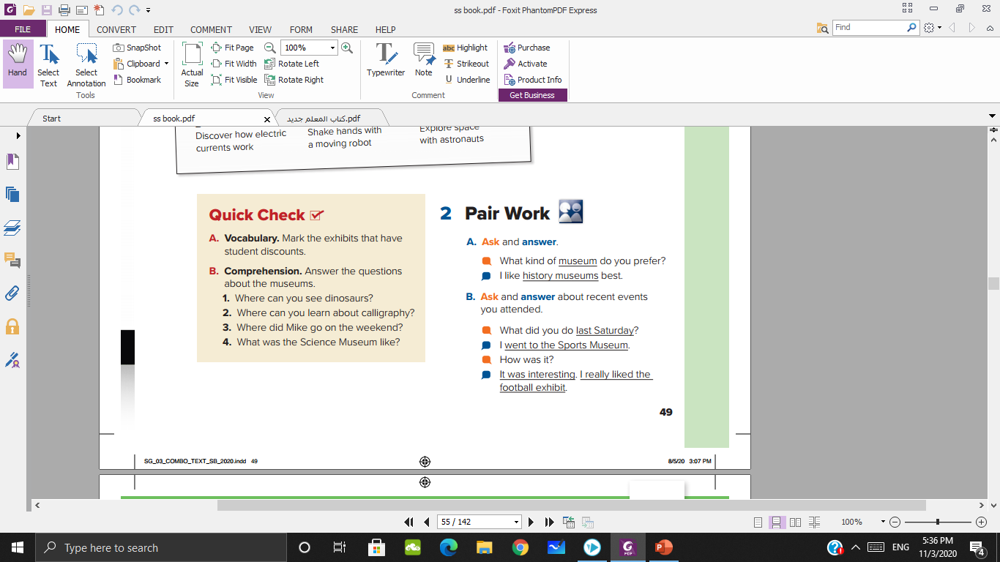 ss book.pdf - Foxit PhantomPDF Express
FILE HOME CONVERT EDIT COMMENT VIEW FORM SHARE HELP
Find
Hand
Select Text
Select Annotation
SnapShot
Clipboard
Bookmark
Tools
Actual Size
Fit Page
Fit Width
Fit Visible
100%
Rotate Left
Rotate Right
View
Typewriter
Note
abc Highlight
T Strikeout
U Underline
Comment
Purchase
Activate
Product Info
Get Business
Start
ss book.pdf
كتاب المعلم جديد.pdf
Discover how electric
currents work
Shake hands with
a moving robot
Explore space
with astronauts
Quick Check
A. Vocabulary. Mark the exhibits that have
student discounts.
B. Comprehension. Answer the questions
about the museums.
1. Where can you see dinosaurs?
2. Where can you learn about calligraphy?
3. Where did Mike go on the weekend?
4. What was the Science Museum like?
2 Pair Work
A. Ask and answer.
What kind of museum do you prefer?
I like history museums best.
B. Ask and answer about recent events
you attended.
What did you do last Saturday?
I went to the Sports Museum.
How was it?
It was interesting. I really liked the
football exhibit.
49
SG_03_COMBO_TEXT_SB_2020.indd 49
8/5/20 3:07 PM
55 / 142
100%
Type here to search
PDF
ENG
5:36 PM
11/3/2020
4